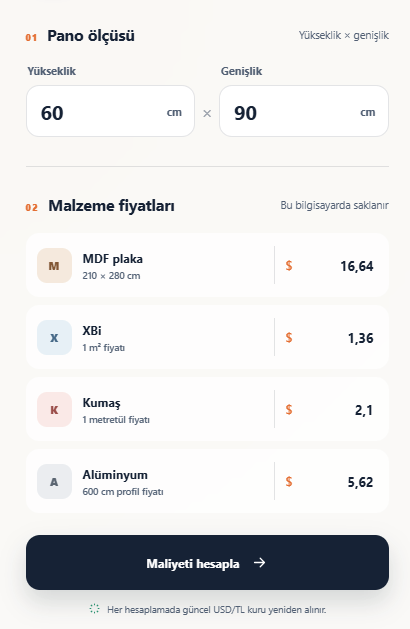 01 Pano ölçüsü Yükseklik × genişlik
Yükseklik Genişlik
60 cm × 90 cm
02 Malzeme fiyatları Bu bilgisayarda saklanır
M MDF plaka $ 16,64
210 × 280 cm
X XBi $ 1,36
1 m² fiyatı
K Kumaş $ 2,1
1 metretül fiyatı
A Alüminyum $ 5,62
600 cm profil fiyatı
Maliyeti hesapla →
Her hesaplamada güncel USD/TL kuru yeniden alınır.